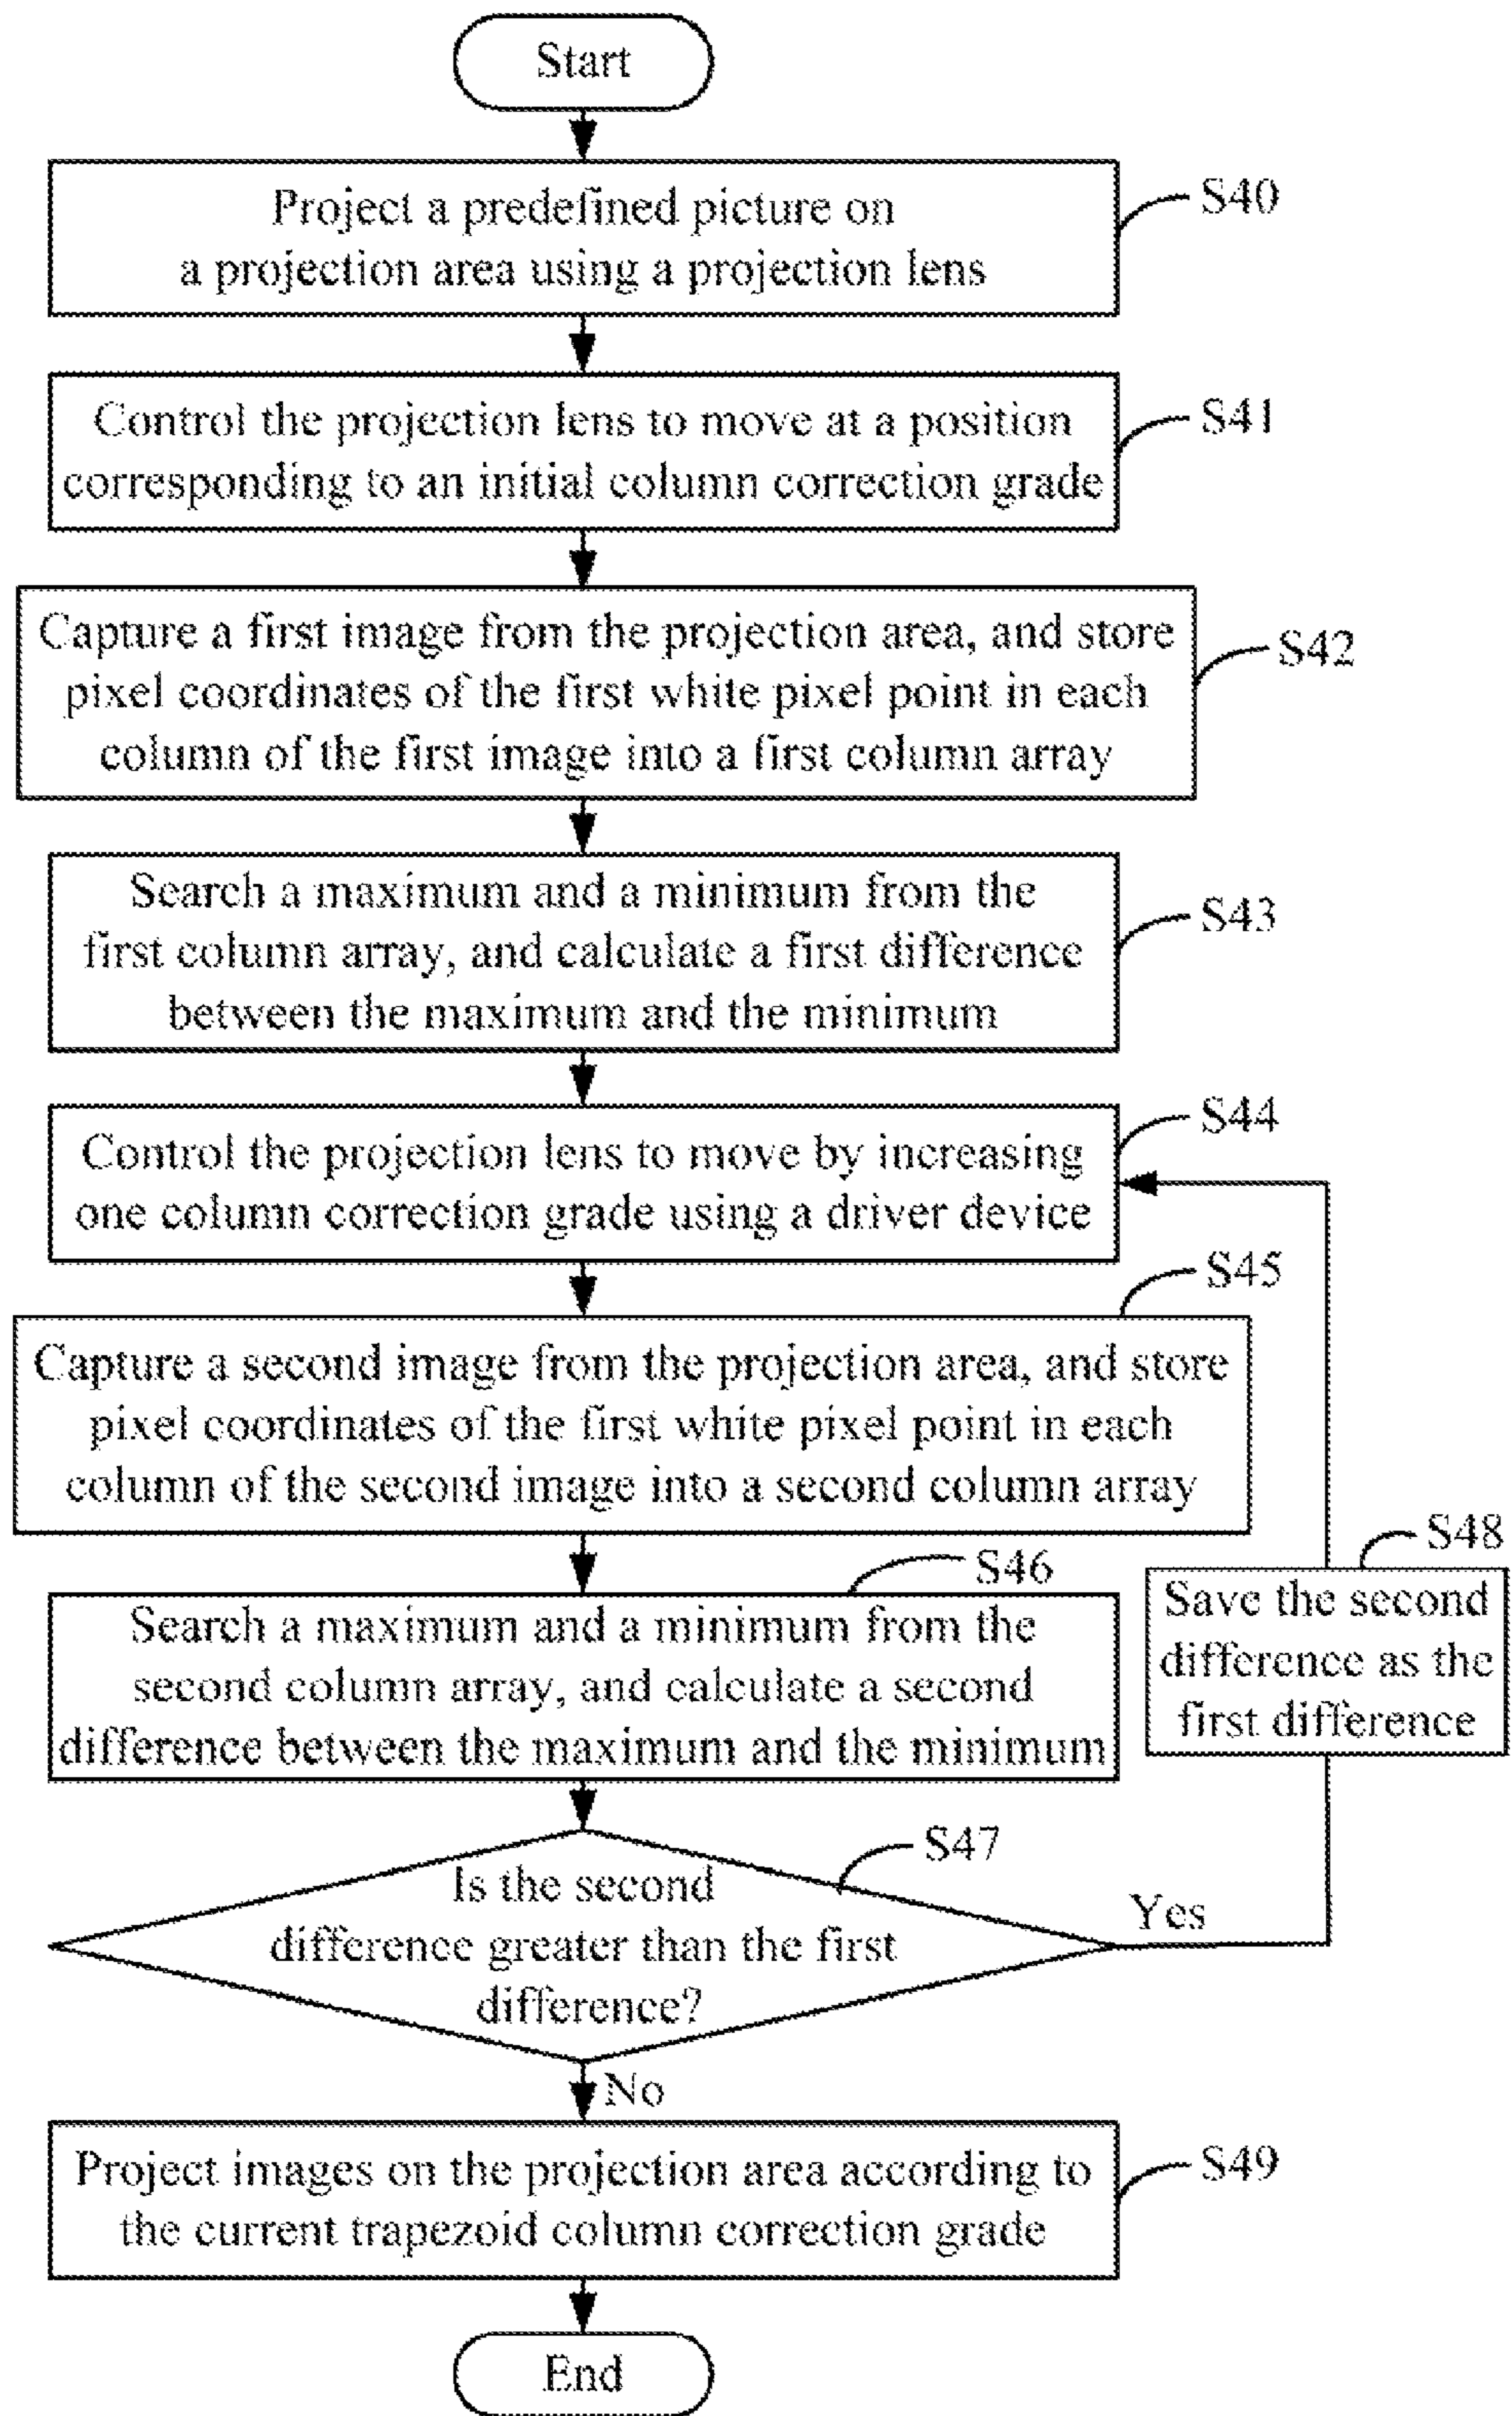 Start
Project a predefined picture on
a projection area using a projection lens
S40
Control the projection lens to move at a position
corresponding to an initial column correction grade
S41
Capture a first image from the projection area, and store
pixel coordinates of the first white pixel point in each
column of the first image into a first column array
S42
Search a maximum and a minimum from the
first column array, and calculate a first difference
between the maximum and the minimum
S43
Control the projection lens to move by increasing
one column correction grade using a driver device
S44
Capture a second image from the projection area, and store
pixel coordinates of the first white pixel point in each
column of the second image into a second column array
S45
Search a maximum and a minimum from the
second column array, and calculate a second
difference between the maximum and the minimum
S46
Is the second
difference greater than the first
difference?
S47
Yes
Save the second
difference as the
first difference
S48
No
Project images on the projection area according to
the current trapezoid column correction grade
S49
End